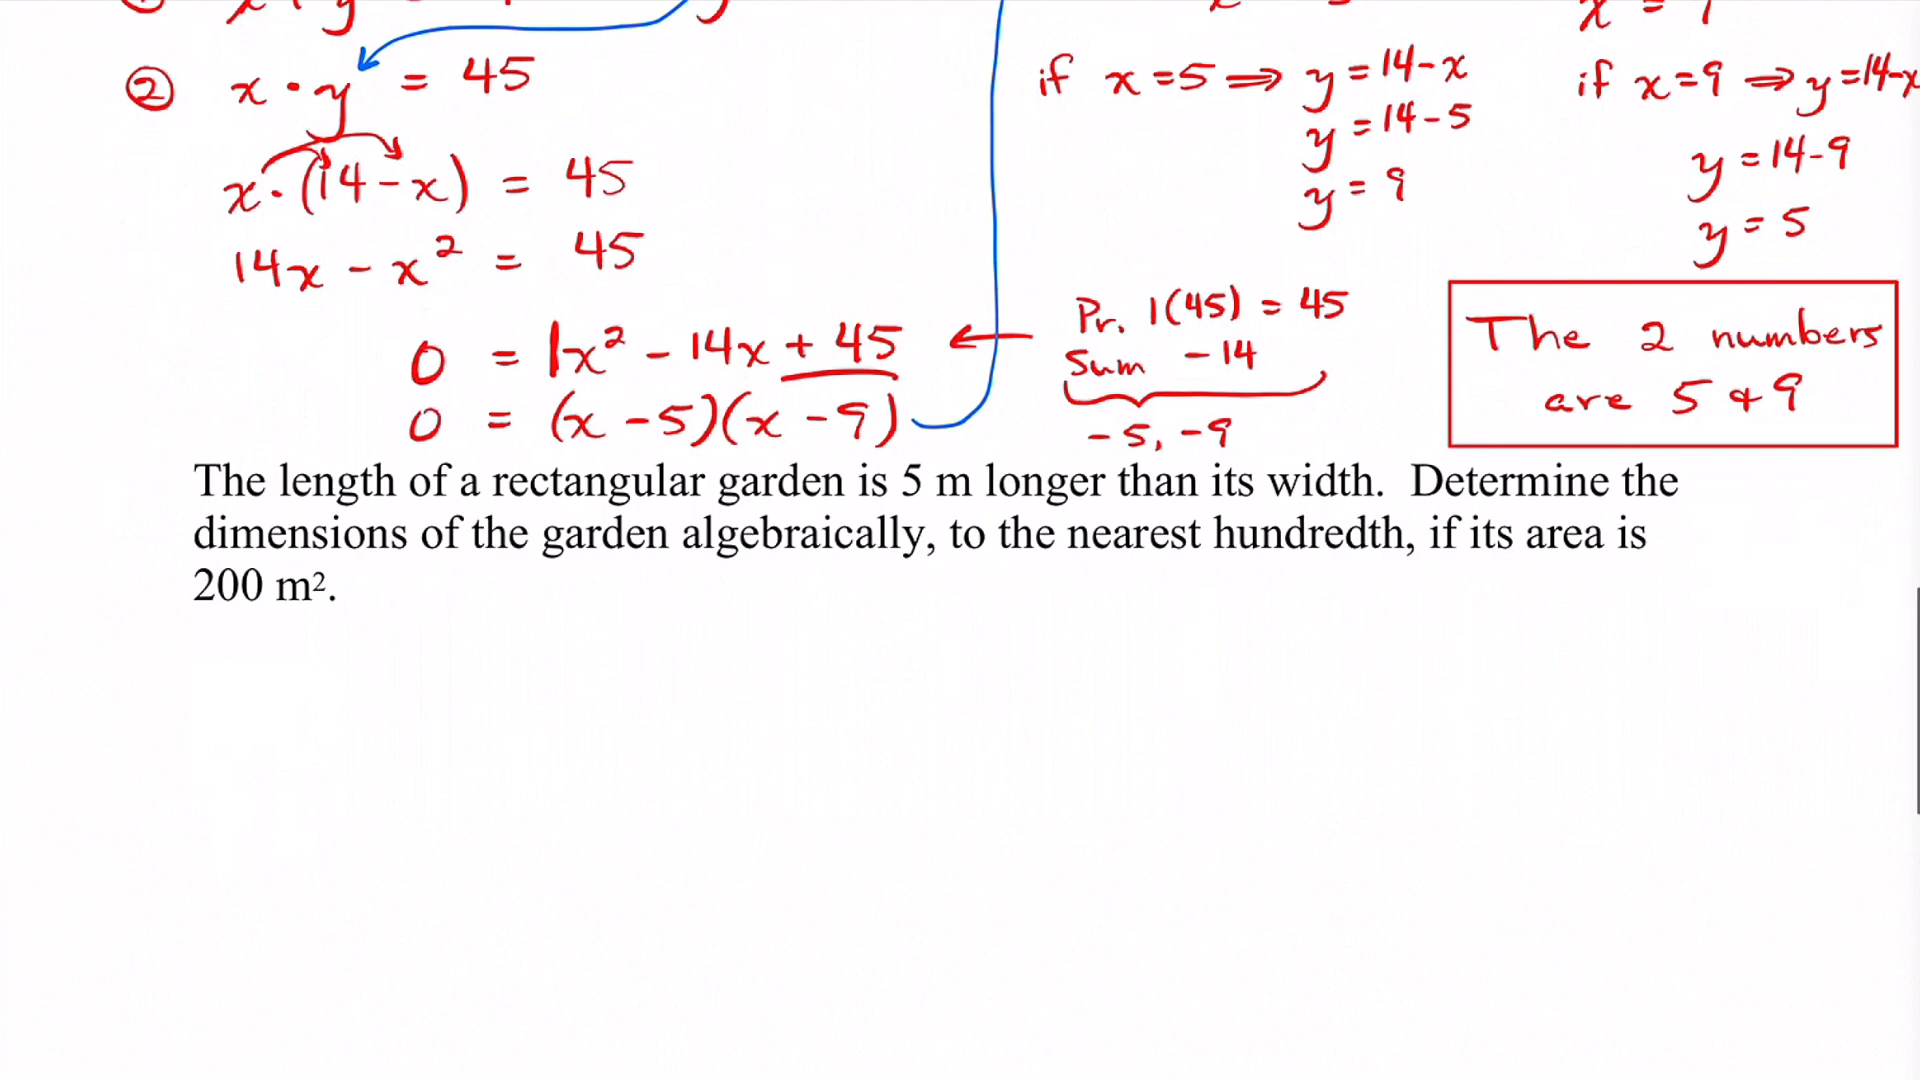 ② x · y = 45
x · (14 - x) = 45
14x - x² = 45
0 = 1x² - 14x + 45
0 = (x - 5)(x - 9)
if x = 5 ⇒ y = 14 - x
y = 14 - 5
y = 9
if x = 9 ⇒ y = 14 - x
y = 14 - 9
y = 5
Pr. 1(45) = 45
Sum - 14
- 5, - 9
The 2 numbers
are 5 & 9
The length of a rectangular garden is 5 m longer than its width. Determine the
dimensions of the garden algebraically, to the nearest hundredth, if its area is
200 m².